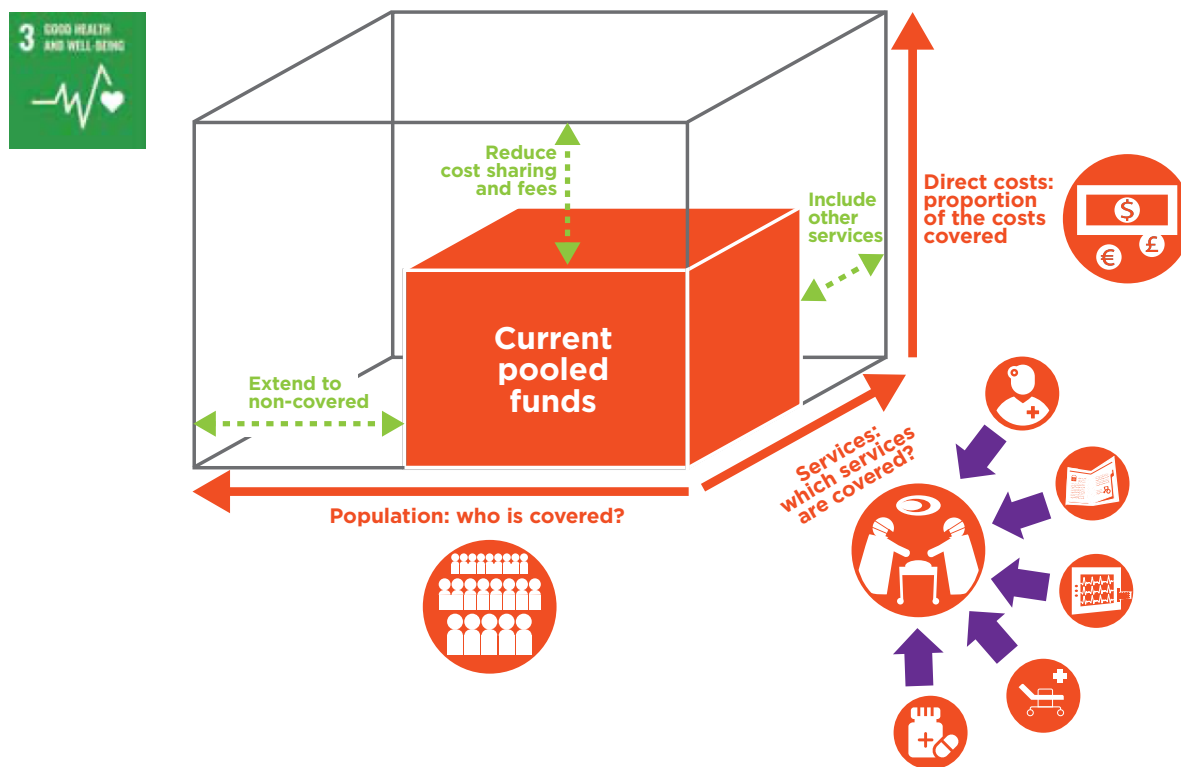 3 GOOD HEALTH
AND WELL-BEING
Reduce
cost sharing
and fees
Include
other
services
Direct costs:
proportion
of the costs
covered
$
€ £
Current
pooled
funds
Extend to
non-covered
Services:
which services
are covered?
Population: who is covered?